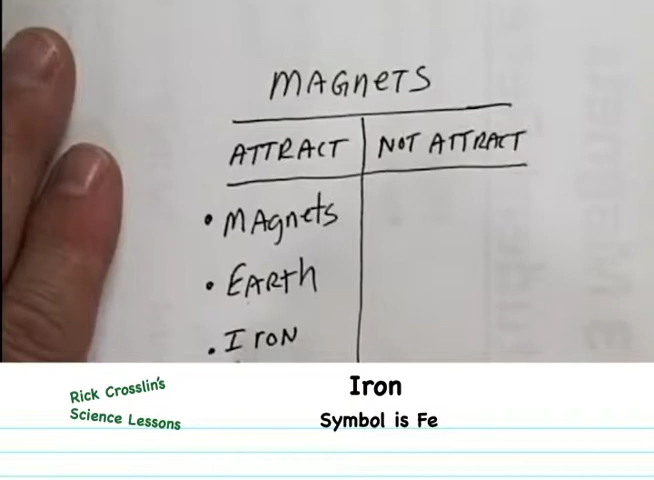 MAGneTS
ATTRACT NOT ATTRACT
• MAgnets
• EARth
• IRON
Iron
Rick Crosslin's
Science Lessons
Symbol is Fe